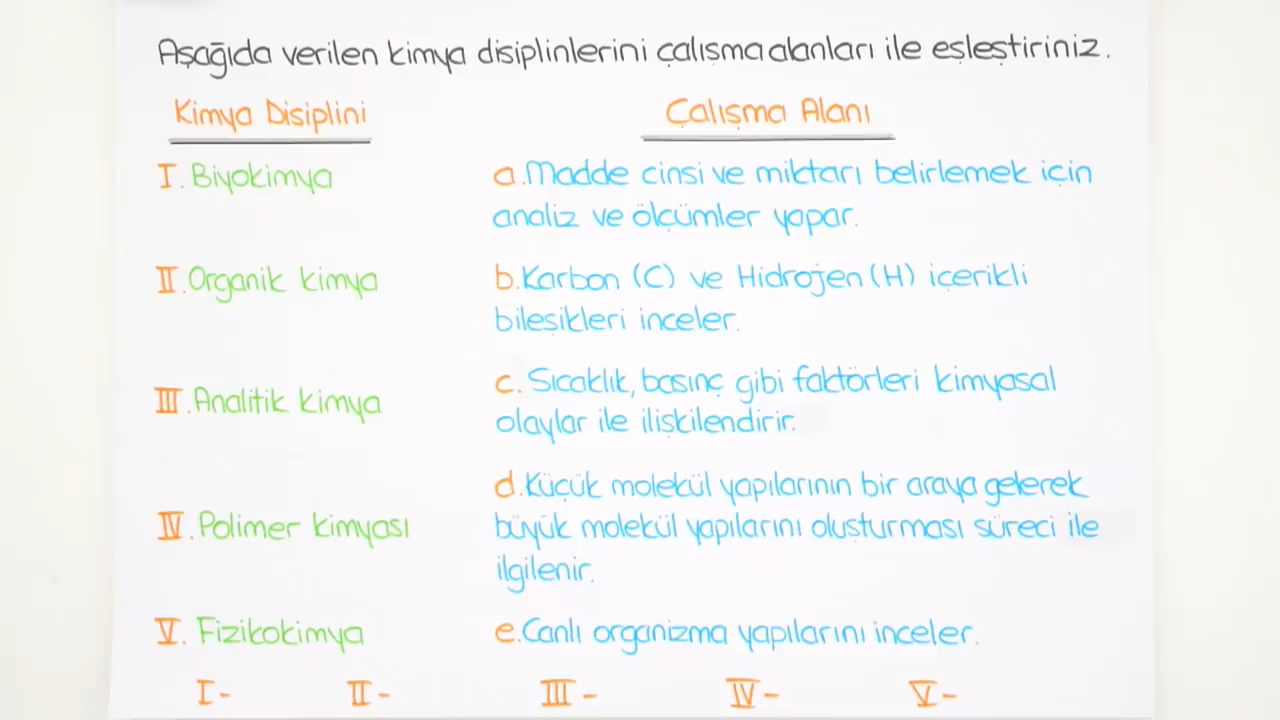 Aşağıda verilen kimya disiplinlerini çalışma alanları ile eşleştiriniz.
Kimya Disiplini
Çalışma Alanı
I. Biyokimya
a. Madde cinsi ve miktarı belirlemek için
analiz ve ölçümler yapar.
II. Organik kimya
b. Karbon (C) ve Hidrojen (H) içerikli
bileşikleri inceler.
III. Analitik kimya
c. Sıcaklık, basınç gibi faktörleri kimyasal
olaylar ile ilişkilendirir.
IV. Polimer kimyası
d. Küçük molekül yapılarının bir araya gelerek
büyük molekül yapılarını oluşturması süreci ile
ilgilenir.
V. Fizikokimya
e. Canlı organizma yapılarını inceler.
I- II- III- IV- V-